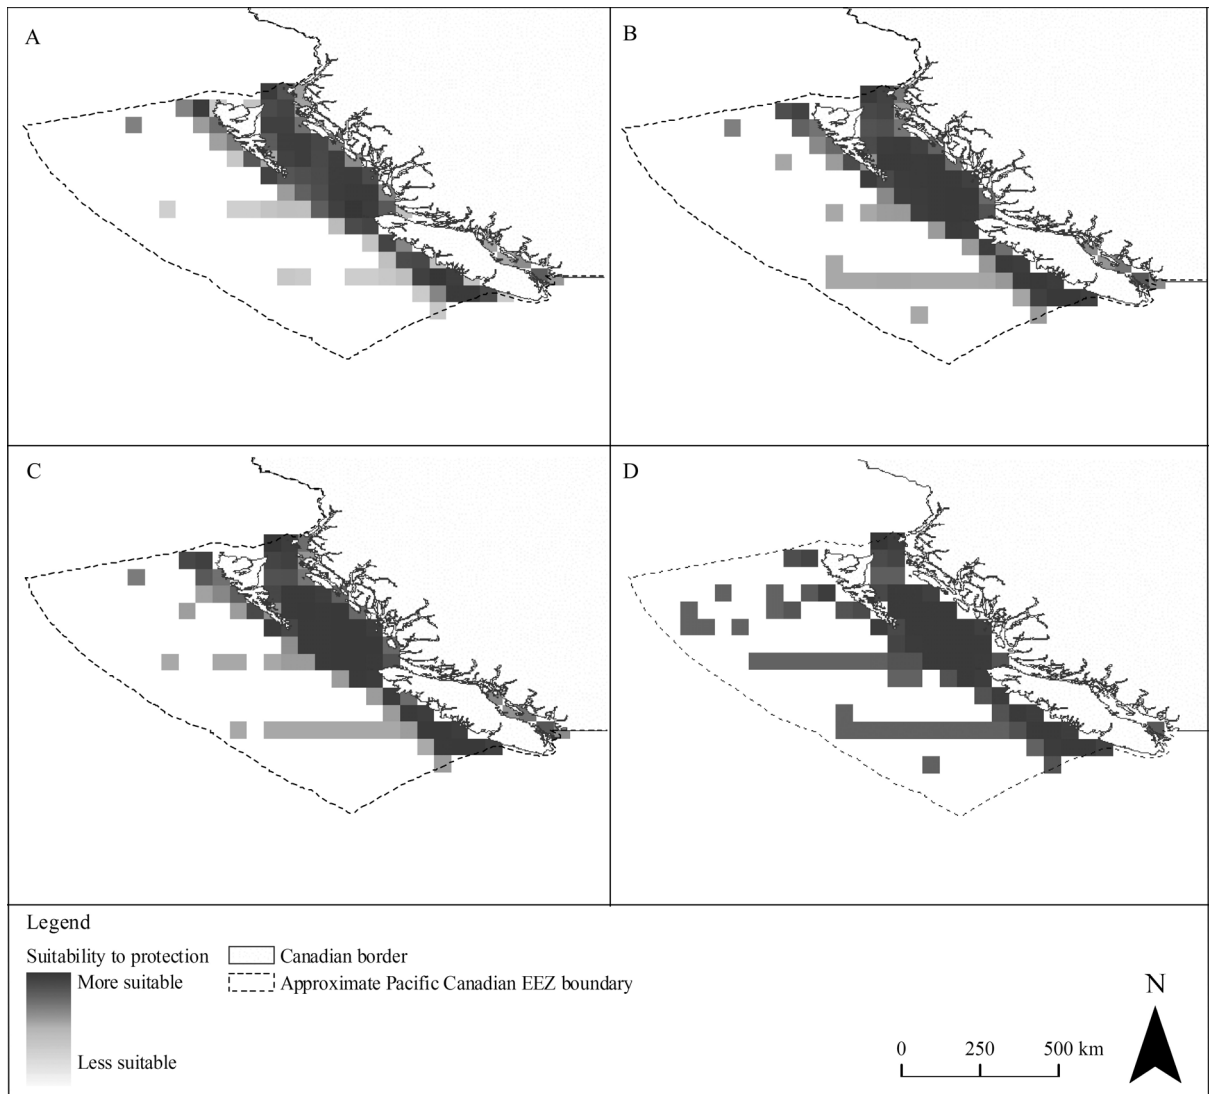 A
B
C
D
Legend
Suitability to protection
More suitable
Less suitable
Canadian border
Approximate Pacific Canadian EEZ boundary
N
0 250 500 km